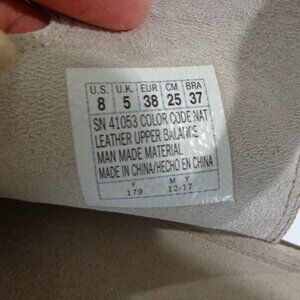 U.S. U.K. EUR CM BRA
8 5 38 25 37
SN 41053 COLOR CODE:NAT
LEATHER UPPER BALANCE
MAN MADE MATERIAL
MADE IN CHINA/HECHO EN CHINA
F M Y
179 12-17